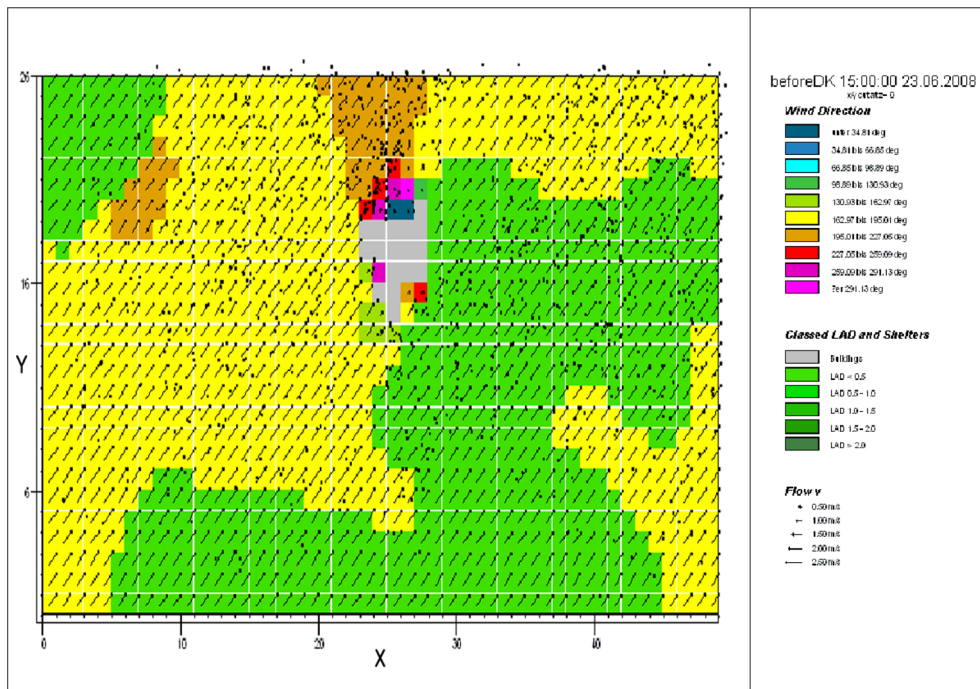 26
16
6
Y
0
10
20
30
40
X
beforeDK 15:00:00 23.06.2008
Wind Direction
34.81 bis 66.85 deg
66.85 bis 98.89 deg
98.89 bis 130.93 deg
130.93 bis 162.97 deg
162.97 bis 195.01 deg
195.01 bis 227.05 deg
227.05 bis 259.09 deg
259.09 bis 291.13 deg
291.13 deg
Classed LAD and Shelters
Buildings
LAD < 0.5
LAD 0.5 - 1.0
LAD 1.0 - 1.5
LAD 1.5 - 2.0
LAD > 2.0
Flow v
0.50 m/s
1.00 m/s
1.50 m/s
2.00 m/s
2.50 m/s